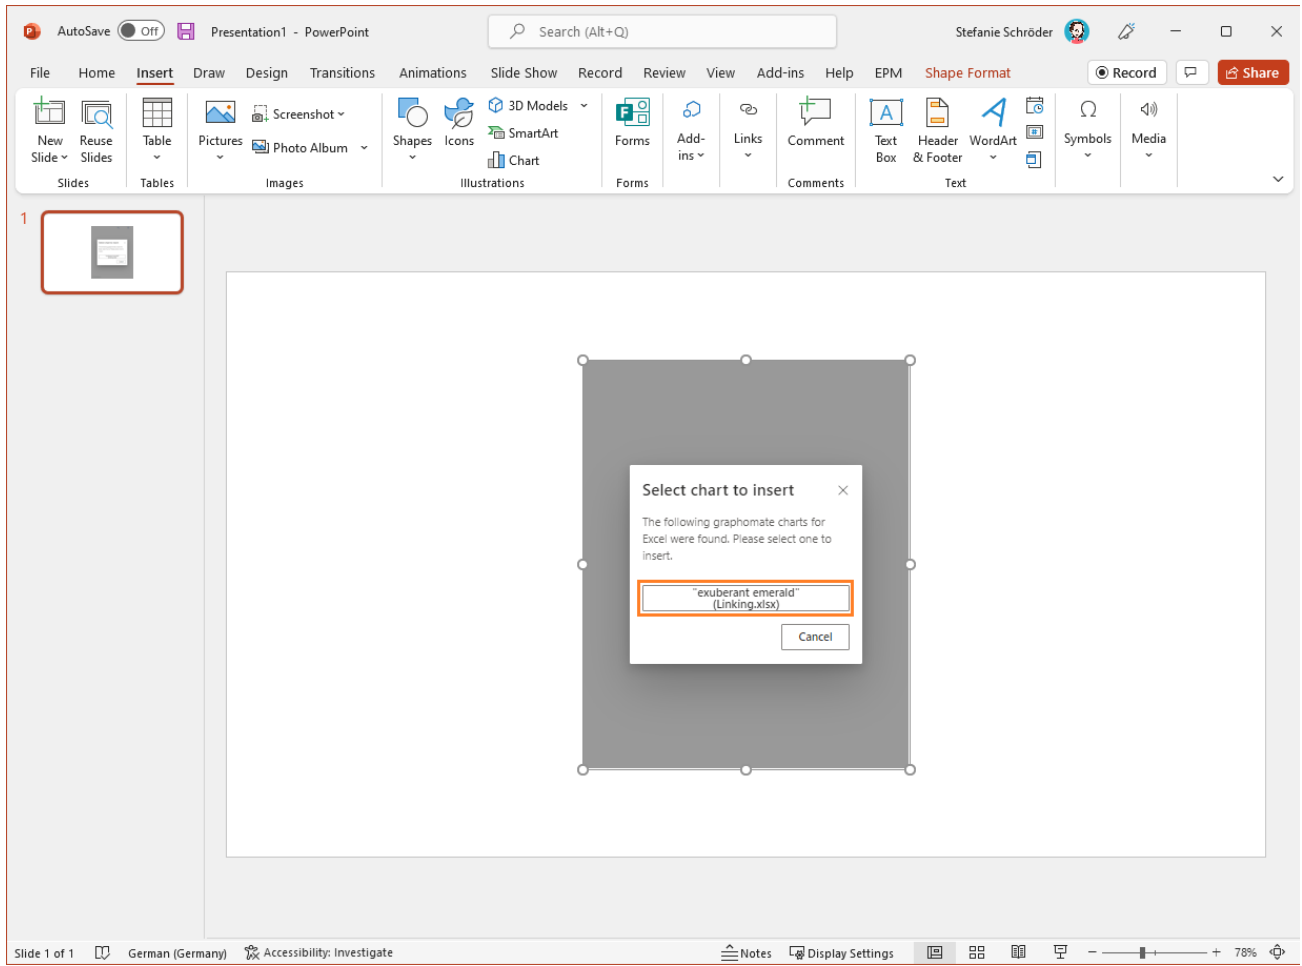 AutoSave Off Presentation1 - PowerPoint Search (Alt+Q) Stefanie Schröder
File Home Insert Draw Design Transitions Animations Slide Show Record Review View Add-ins Help EPM Shape Format Record Share
New Slide
Reuse Slides
Slides
Table
Tables
Pictures
Screenshot
Photo Album
Images
Shapes
Icons
3D Models
SmartArt
Chart
Illustrations
Forms
Forms
Add-ins
Links
Comment
Comments
Text Box
Header & Footer
WordArt
Text
Symbols
Media
1
Select chart to insert
The following graphomate charts for
Excel were found. Please select one to
insert.
"exuberant emerald"
(Linking.xlsx)
Cancel
Slide 1 of 1 German (Germany) Accessibility: Investigate Notes Display Settings 78%